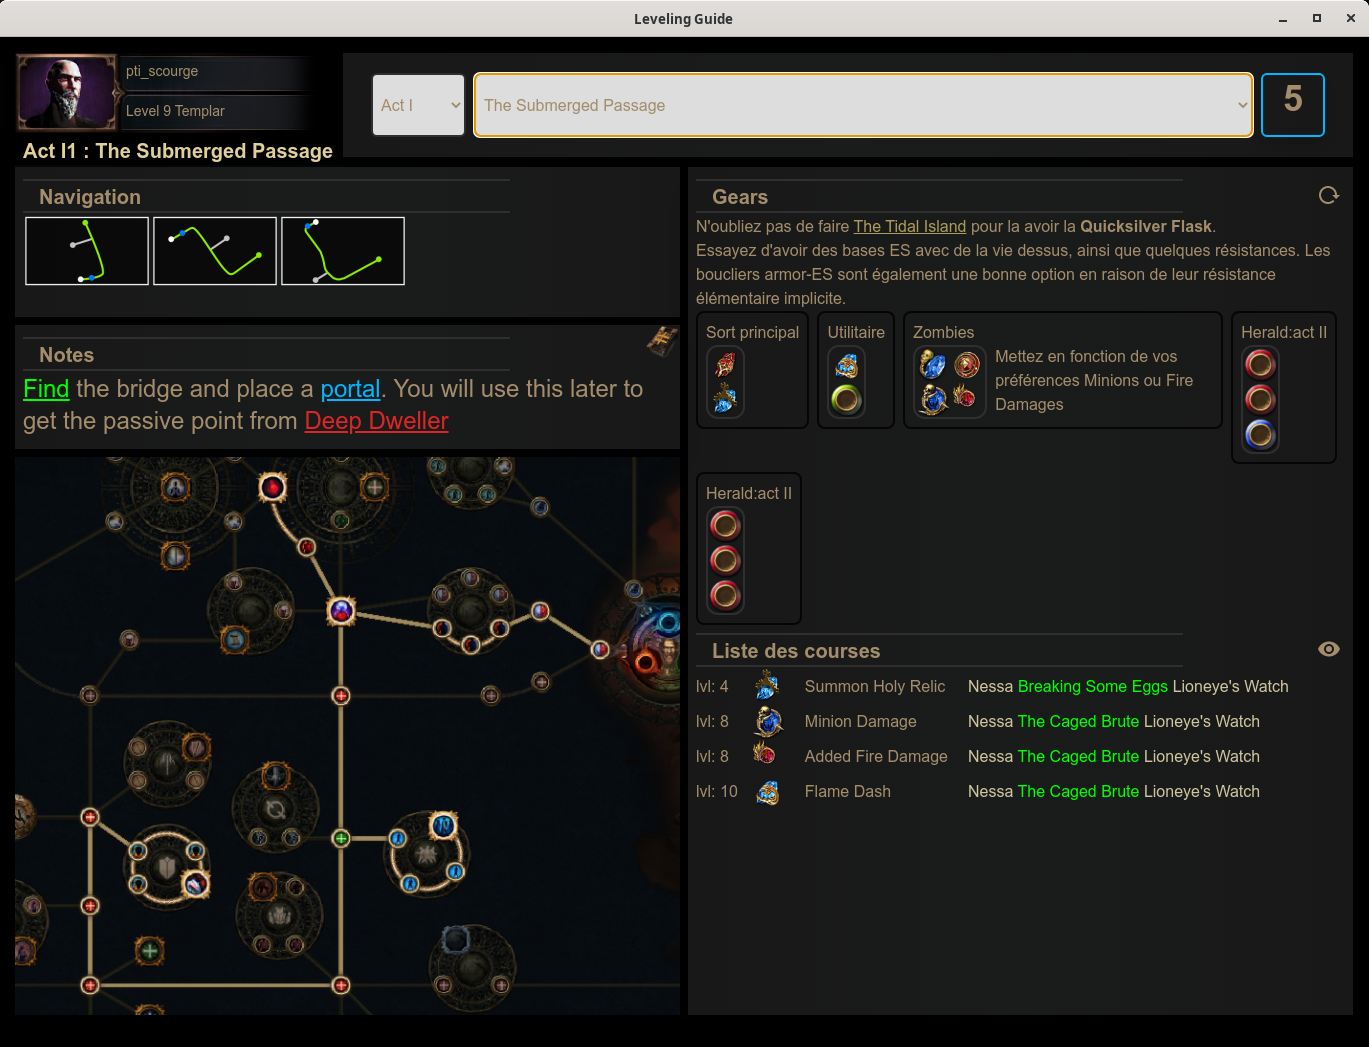 Leveling Guide
pti_scourge
Level 9 Templar
Act I1 : The Submerged Passage
Act I
The Submerged Passage
5
Navigation
Notes
Find the bridge and place a portal. You will use this later to
get the passive point from Deep Dweller
Gears
N'oubliez pas de faire The Tidal Island pour la avoir la Quicksilver Flask.
Essayez d'avoir des bases ES avec de la vie dessus, ainsi que quelques résistances. Les
boucliers armor-ES sont également une bonne option en raison de leur résistance
élémentaire implicite.
Sort principal
Utilitaire
Zombies
Mettez en fonction de vos
préférences Minions ou Fire
Damages
Herald:act II
Herald:act II
Liste des courses
lvl: 4 Summon Holy Relic Nessa Breaking Some Eggs Lioneye's Watch
lvl: 8 Minion Damage Nessa The Caged Brute Lioneye's Watch
lvl: 8 Added Fire Damage Nessa The Caged Brute Lioneye's Watch
lvl: 10 Flame Dash Nessa The Caged Brute Lioneye's Watch